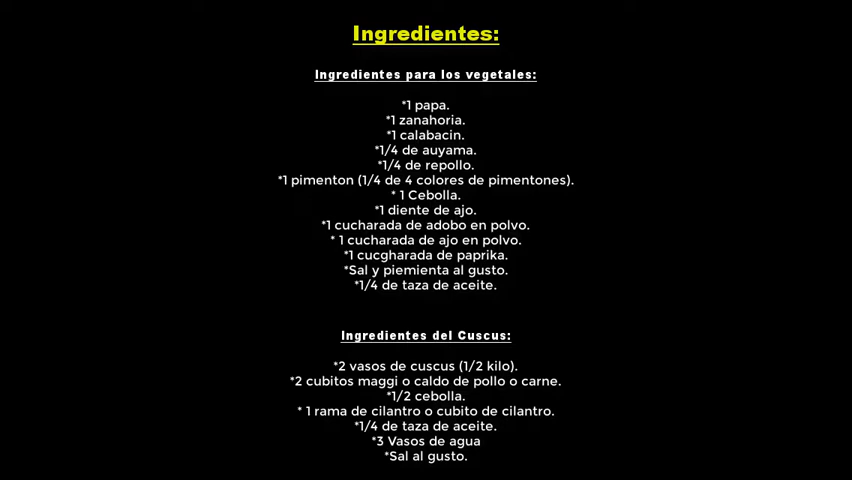 Ingredientes:
Ingredientes para los vegetales:
*1 papa.
*1 zanahoria.
*1 calabacin.
*1/4 de auyama.
*1/4 de repollo.
*1 pimenton (1/4 de 4 colores de pimentones).
* 1 Cebolla.
*1 diente de ajo.
*1 cucharada de adobo en polvo.
* 1 cucharada de ajo en polvo.
*1 cucgharada de paprika.
*Sal y piemienta al gusto.
*1/4 de taza de aceite.
Ingredientes del Cuscus:
*2 vasos de cuscus (1/2 kilo).
*2 cubitos maggi o caldo de pollo o carne.
*1/2 cebolla.
* 1 rama de cilantro o cubito de cilantro.
*1/4 de taza de aceite.
*3 Vasos de agua
*Sal al gusto.